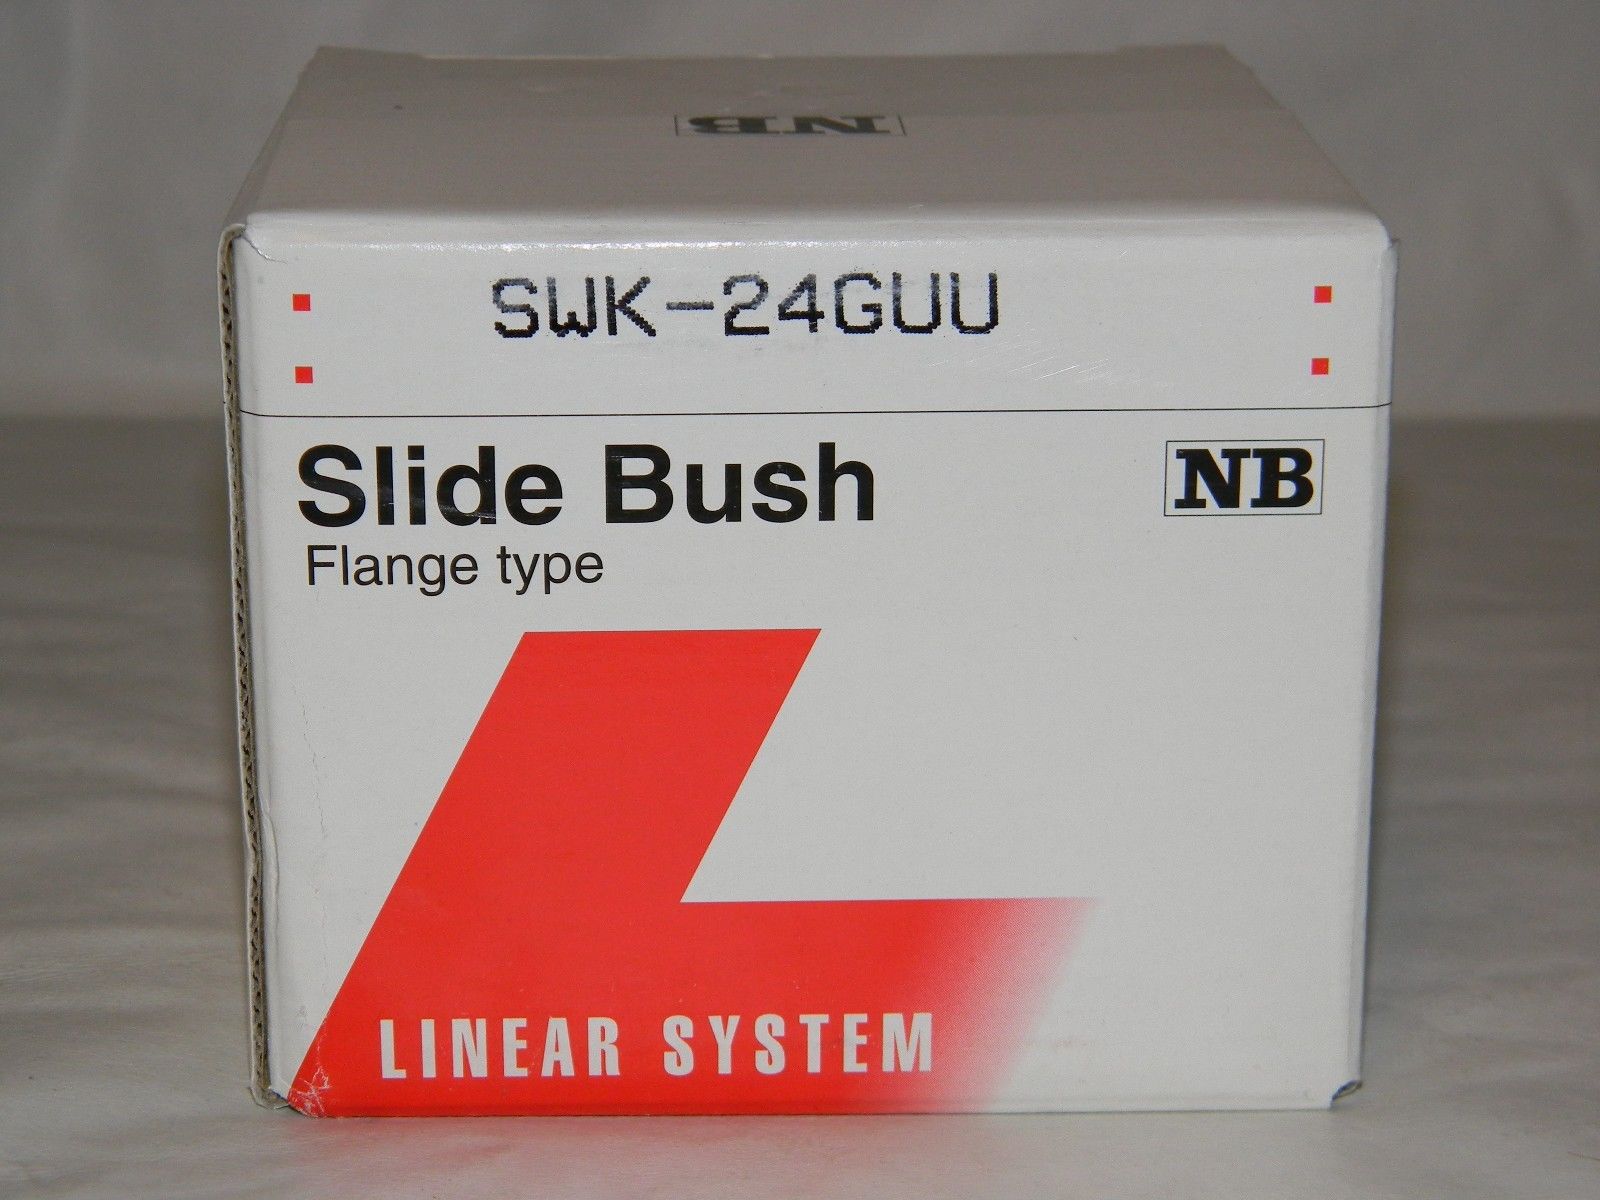 NB
SWK-24GUU
Slide Bush
NB
Flange type
LINEAR SYSTEM